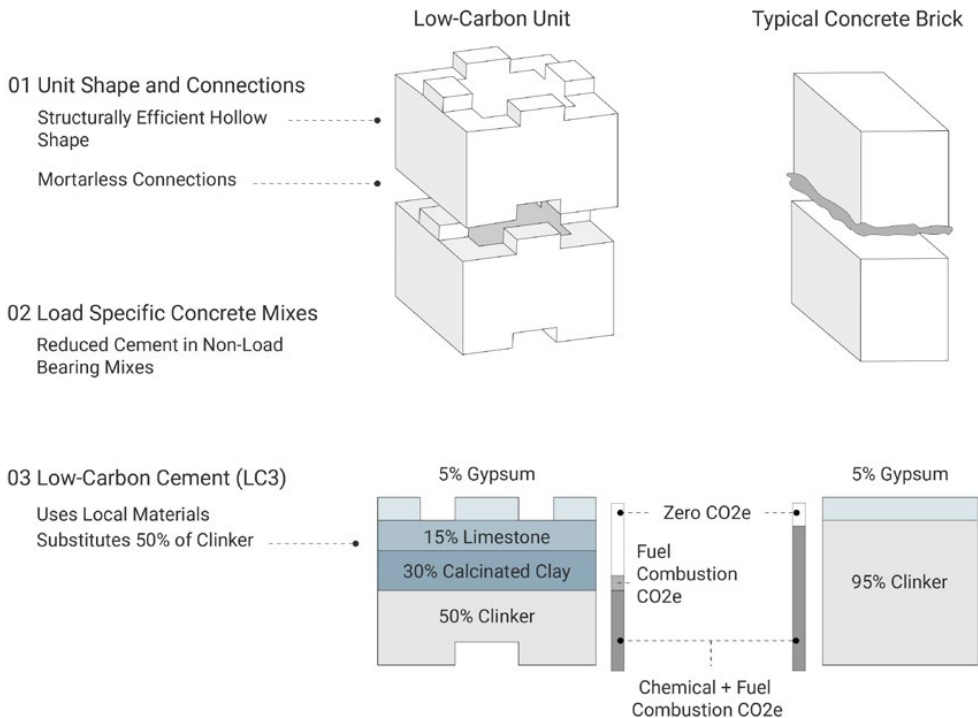 Low-Carbon Unit
Typical Concrete Brick
01 Unit Shape and Connections
Structurally Efficient Hollow
Shape
Mortarless Connections
02 Load Specific Concrete Mixes
Reduced Cement in Non-Load
Bearing Mixes
03 Low-Carbon Cement (LC3)
Uses Local Materials
Substitutes 50% of Clinker
5% Gypsum
15% Limestone
30% Calcinated Clay
50% Clinker
Zero CO2e
Fuel
Combustion
CO2e
Chemical + Fuel
Combustion CO2e
5% Gypsum
95% Clinker